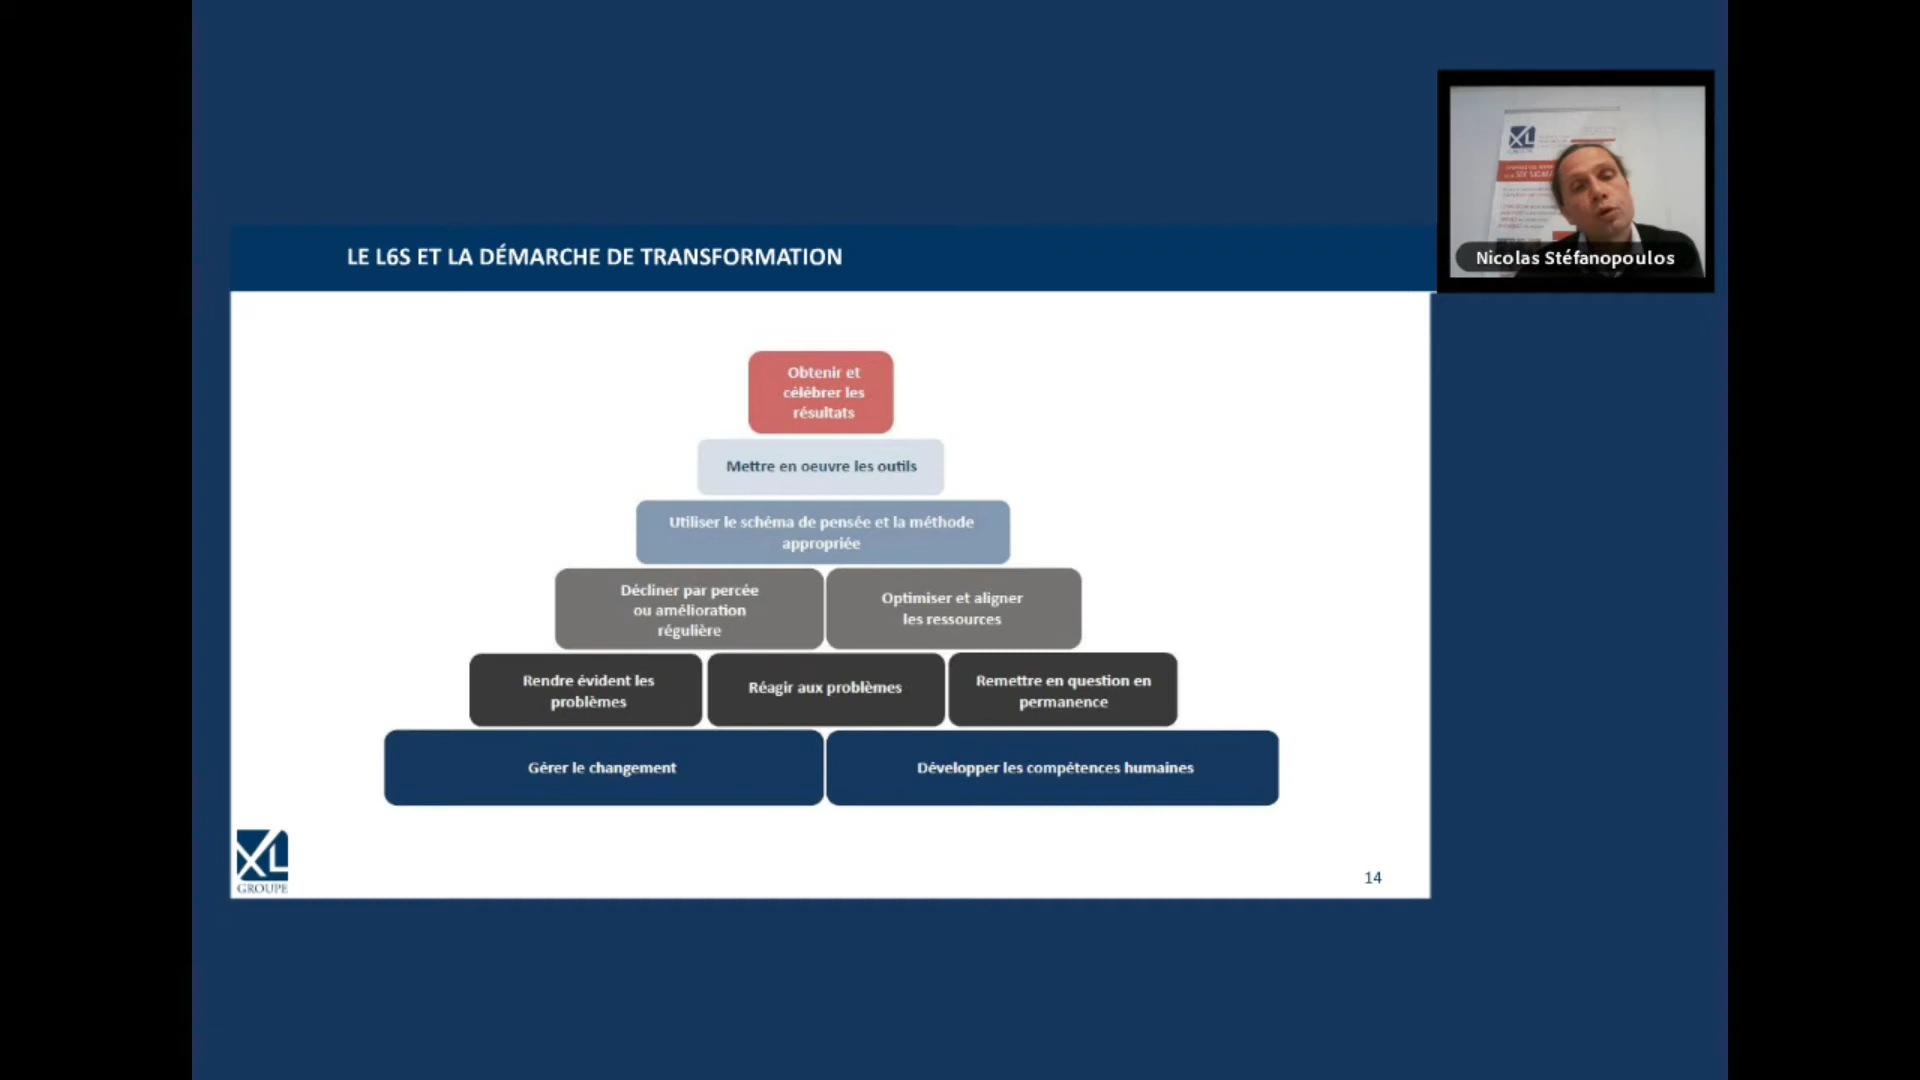 XL
SIX SIGMA
Nicolas Stéfanopoulos
LE L6S ET LA DÉMARCHE DE TRANSFORMATION
Obtenir et
célébrer les
résultats
Mettre en oeuvre les outils
Utiliser le schéma de pensée et la méthode
appropriée
Décliner par percée
ou amélioration
régulière
Optimiser et aligner
les ressources
Rendre évident les
problèmes
Réagir aux problèmes
Remettre en question en
permanence
Gérer le changement
Développer les compétences humaines
XL
GROUPE
14